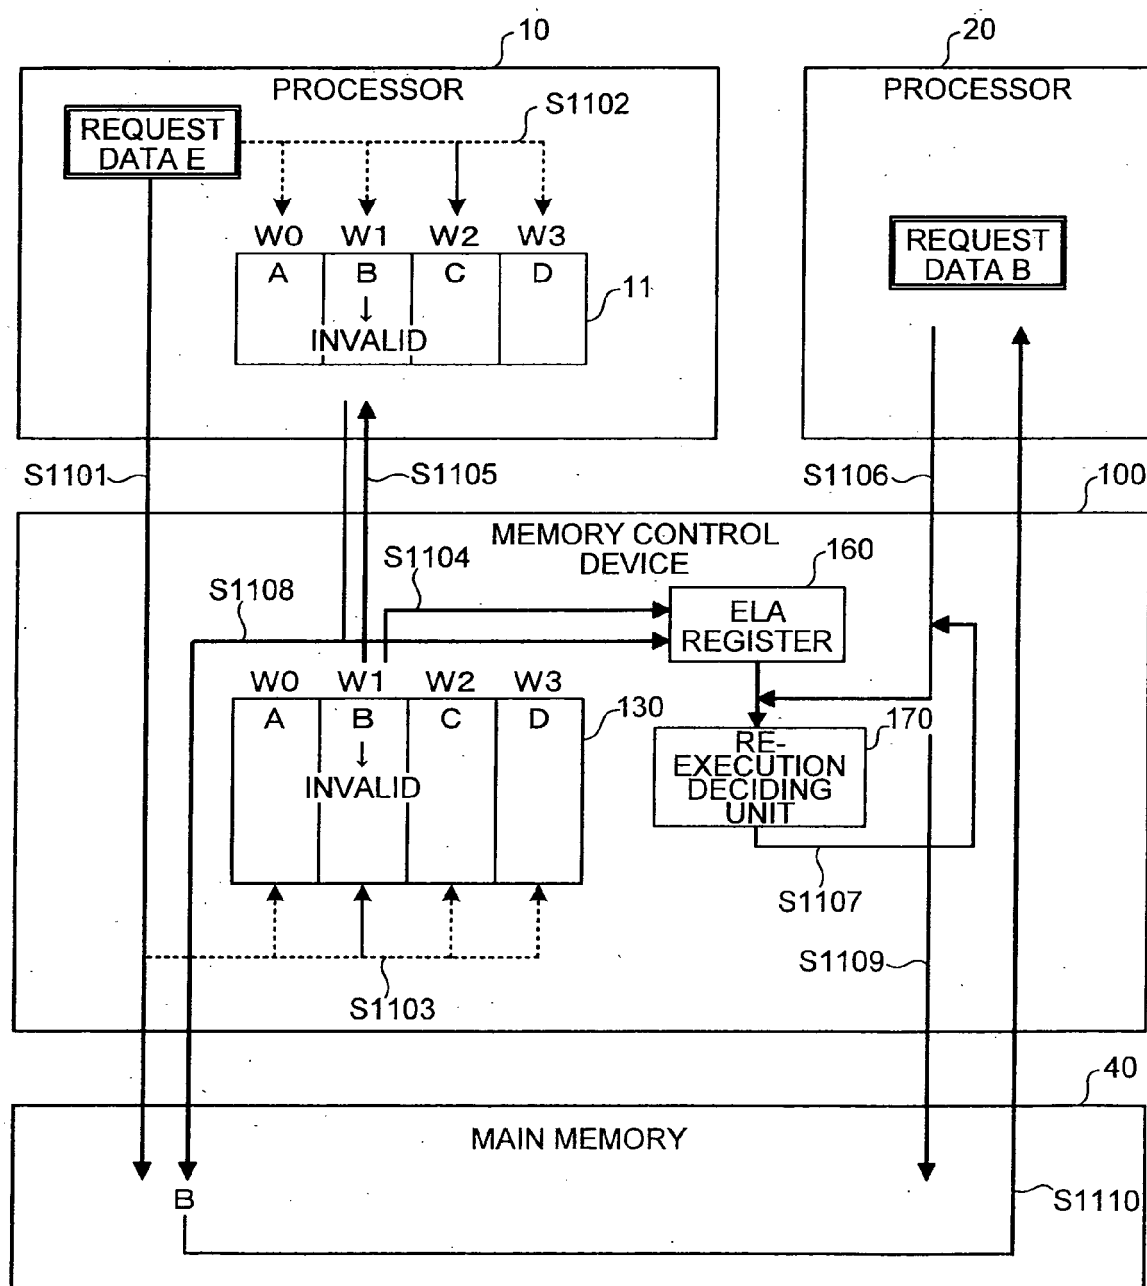 10
20
PROCESSOR
PROCESSOR
S1102
REQUEST
DATA E
W0 W1 W2 W3
A B C D
↓
INVALID
11
REQUEST
DATA B
S1101
S1105
S1106
100
MEMORY CONTROL
DEVICE
S1104
160
S1108
ELA
REGISTER
W0 W1 W2 W3
A B C D
↓
INVALID
130
170
RE-
EXECUTION
DECIDING
UNIT
S1107
S1103
S1109
40
MAIN MEMORY
B
S1110